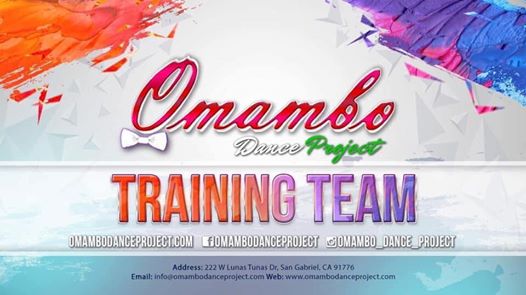 Omambo
Dance Project
TRAINING TEAM
OMAMBODANCEPROJECT.COM f OMAMBODANCEPROJECT OMAMBO_DANCE_PROJECT
Address: 222 W Lunas Tunas Dr, San Gabriel, CA 91776
Email: info@omambodanceproject.com Web: www.omambodanceproject.com